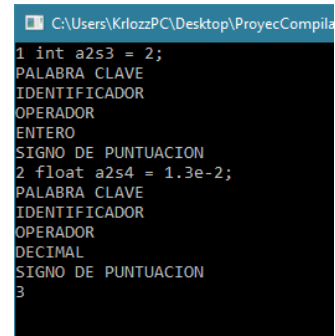 C:\Users\KrlozzPC\Desktop\ProyecCompila
1 int a2s3 = 2;
PALABRA CLAVE
IDENTIFICADOR
OPERADOR
ENTERO
SIGNO DE PUNTUACION
2 float a2s4 = 1.3e-2;
PALABRA CLAVE
IDENTIFICADOR
OPERADOR
DECIMAL
SIGNO DE PUNTUACION
3